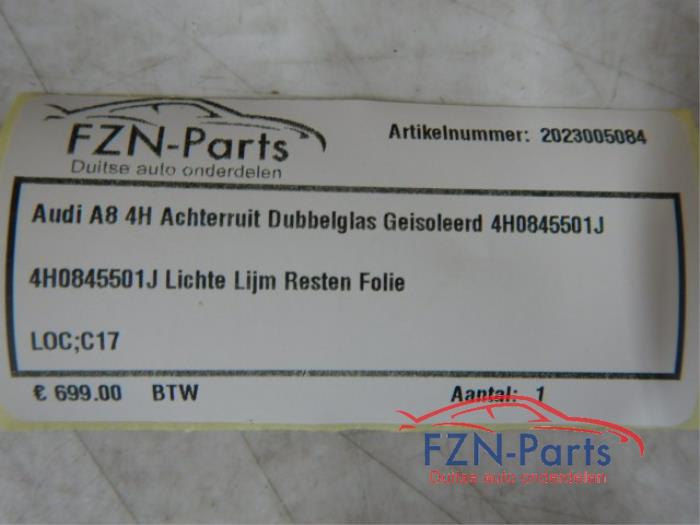 FZN-Parts
Duitse auto onderdelen
Artikelnummer: 2023005084
Audi A8 4H Achterruit Dubbelglas Geisoleerd 4H0845501J
4H0845501J Lichte Lijm Resten Folie
LOC;C17
€ 699.00 BTW Aantal: 1
FZN-Parts
Duitse auto onderdelen